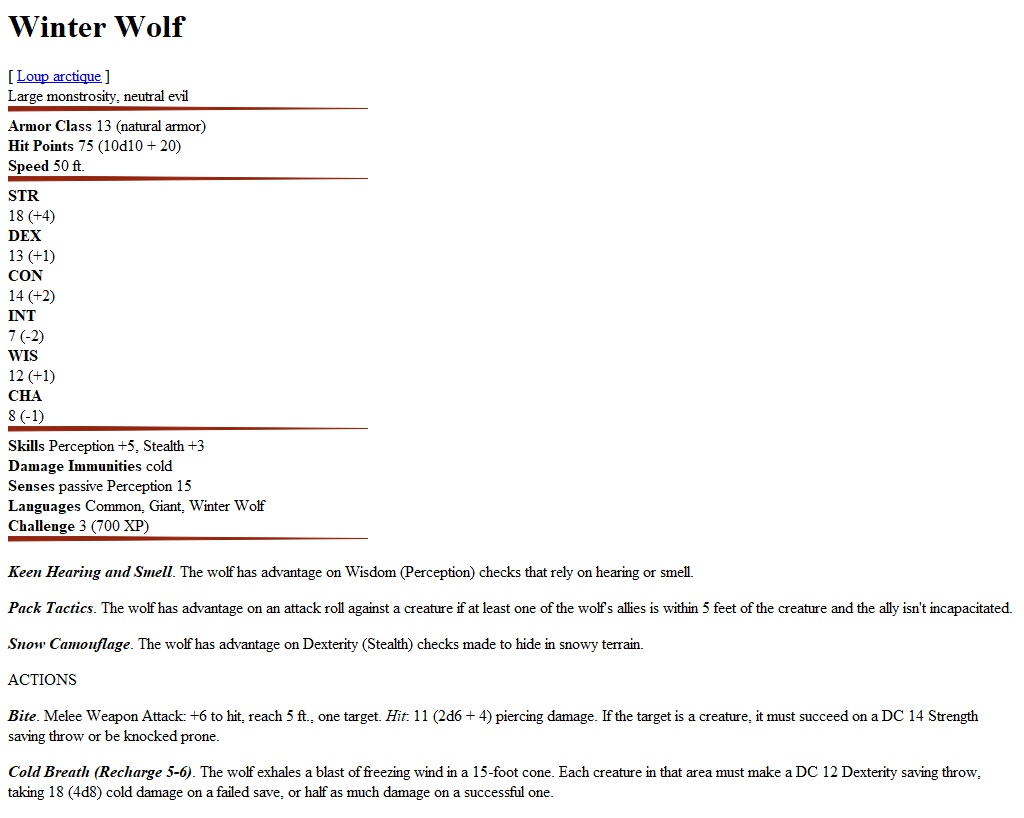 Winter Wolf
[ Loup arctique ]
Large monstrosity, neutral evil
Armor Class 13 (natural armor)
Hit Points 75 (10d10 + 20)
Speed 50 ft.
STR
18 (+4)
DEX
13 (+1)
CON
14 (+2)
INT
7 (-2)
WIS
12 (+1)
CHA
8 (-1)
Skills Perception +5, Stealth +3
Damage Immunities cold
Senses passive Perception 15
Languages Common, Giant, Winter Wolf
Challenge 3 (700 XP)
Keen Hearing and Smell. The wolf has advantage on Wisdom (Perception) checks that rely on hearing or smell.
Pack Tactics. The wolf has advantage on an attack roll against a creature if at least one of the wolf's allies is within 5 feet of the creature and the ally isn't incapacitated.
Snow Camouflage. The wolf has advantage on Dexterity (Stealth) checks made to hide in snowy terrain.
ACTIONS
Bite. Melee Weapon Attack: +6 to hit, reach 5 ft., one target. Hit: 11 (2d6 + 4) piercing damage. If the target is a creature, it must succeed on a DC 14 Strength
saving throw or be knocked prone.
Cold Breath (Recharge 5-6). The wolf exhales a blast of freezing wind in a 15-foot cone. Each creature in that area must make a DC 12 Dexterity saving throw,
taking 18 (4d8) cold damage on a failed save, or half as much damage on a successful one.